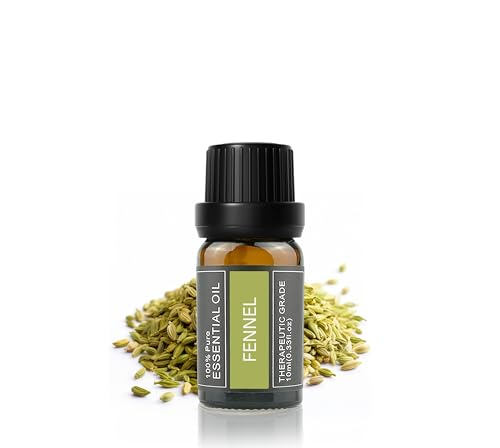 100% Pure
ESSENTIAL OIL
FENNEL
THERAPEUTIC GRADE
10ml(0.33fl.oz)